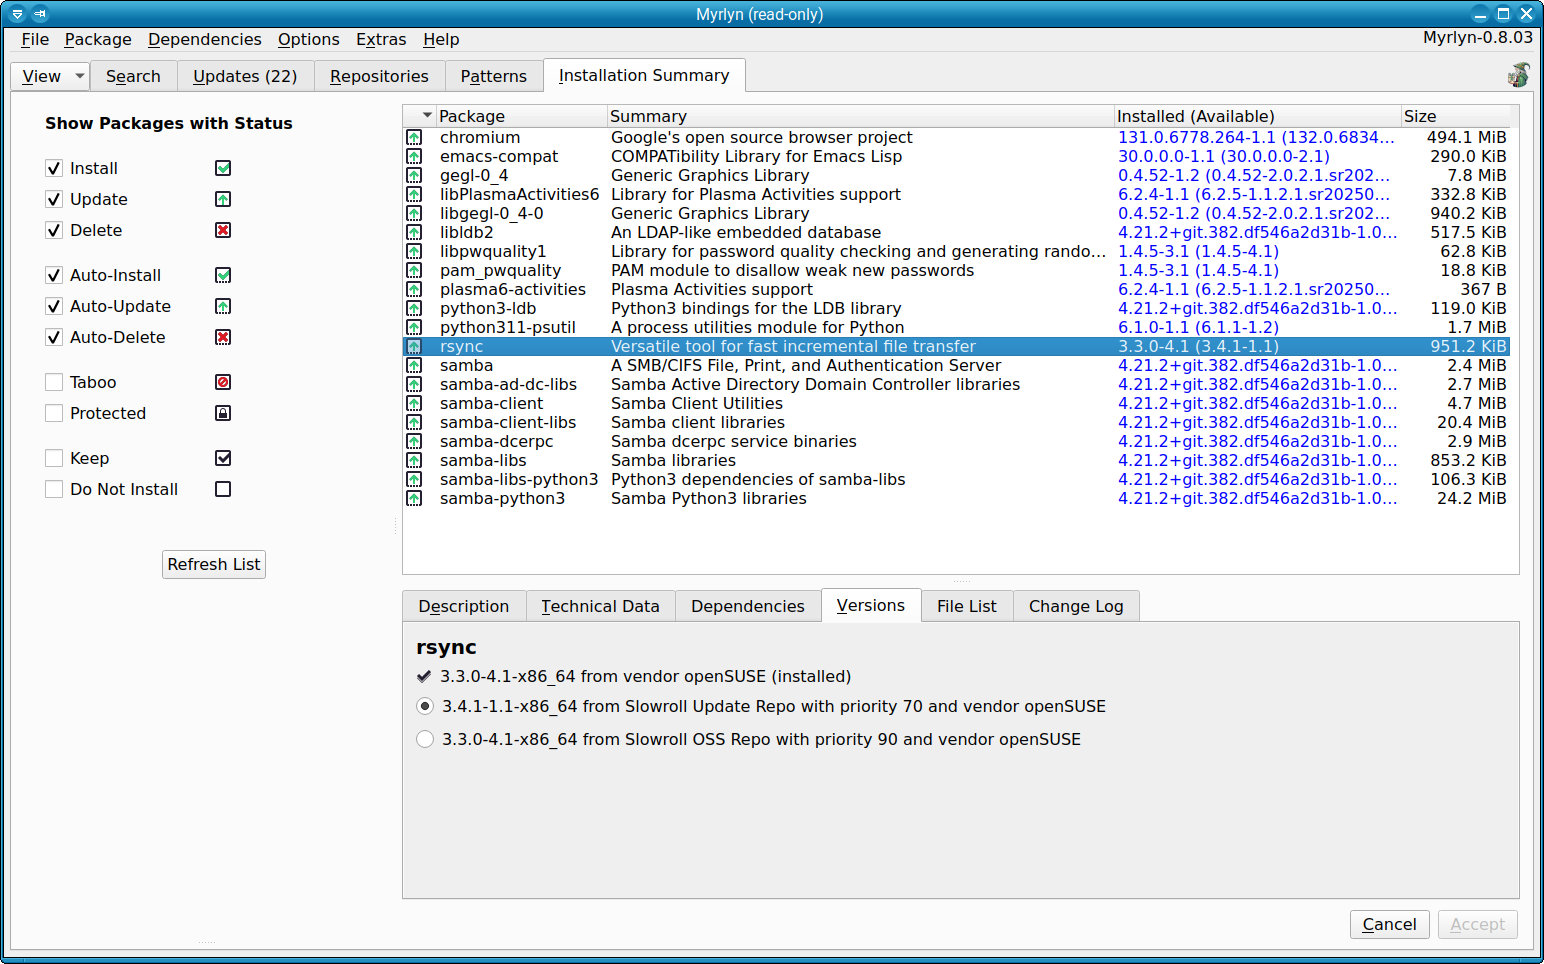 Myrlyn (read-only)
File Package Dependencies Options Extras Help
Myrlyn-0.8.03
View Search Updates (22) Repositories Patterns Installation Summary
Show Packages with Status
Install
Update
Delete
Auto-Install
Auto-Update
Auto-Delete
Taboo
Protected
Keep
Do Not Install
Refresh List
Package Summary Installed (Available) Size
chromium Google's open source browser project 131.0.6778.264-1.1 (132.0.6834... 494.1 MiB
emacs-compat COMPATibility Library for Emacs Lisp 30.0.0.0-1.1 (30.0.0.0-2.1) 290.0 KiB
gegl-0_4 Generic Graphics Library 0.4.52-1.2 (0.4.52-2.0.2.1.sr202... 7.8 MiB
libPlasmaActivities6 Library for Plasma Activities support 6.2.4-1.1 (6.2.5-1.1.2.1.sr20250... 332.8 KiB
libgegl-0_4-0 Generic Graphics Library 0.4.52-1.2 (0.4.52-2.0.2.1.sr202... 940.2 KiB
libldb2 An LDAP-like embedded database 4.21.2+git.382.df546a2d31b-1.0... 517.5 KiB
libpwquality1 Library for password quality checking and generating rando... 1.4.5-3.1 (1.4.5-4.1) 62.8 KiB
pam_pwquality PAM module to disallow weak new passwords 1.4.5-3.1 (1.4.5-4.1) 18.8 KiB
plasma6-activities Plasma Activities support 6.2.4-1.1 (6.2.5-1.1.2.1.sr20250... 367 B
python3-ldb Python3 bindings for the LDB library 4.21.2+git.382.df546a2d31b-1.0... 119.0 KiB
python311-psutil A process utilities module for Python 6.1.0-1.1 (6.1.1-1.2) 1.7 MiB
rsync Versatile tool for fast incremental file transfer 3.3.0-4.1 (3.4.1-1.1) 951.2 KiB
samba A SMB/CIFS File, Print, and Authentication Server 4.21.2+git.382.df546a2d31b-1.0... 2.4 MiB
samba-ad-dc-libs Samba Active Directory Domain Controller libraries 4.21.2+git.382.df546a2d31b-1.0... 2.7 MiB
samba-client Samba Client Utilities 4.21.2+git.382.df546a2d31b-1.0... 4.7 MiB
samba-client-libs Samba client libraries 4.21.2+git.382.df546a2d31b-1.0... 20.4 MiB
samba-dcerpc Samba dcerpc service binaries 4.21.2+git.382.df546a2d31b-1.0... 2.9 MiB
samba-libs Samba libraries 4.21.2+git.382.df546a2d31b-1.0... 853.2 KiB
samba-libs-python3 Python3 dependencies of samba-libs 4.21.2+git.382.df546a2d31b-1.0... 106.3 KiB
samba-python3 Samba Python3 libraries 4.21.2+git.382.df546a2d31b-1.0... 24.2 MiB
Description Technical Data Dependencies Versions File List Change Log
rsync
3.3.0-4.1-x86_64 from vendor openSUSE (installed)
3.4.1-1.1-x86_64 from Slowroll Update Repo with priority 70 and vendor openSUSE
3.3.0-4.1-x86_64 from Slowroll OSS Repo with priority 90 and vendor openSUSE
Cancel Accept